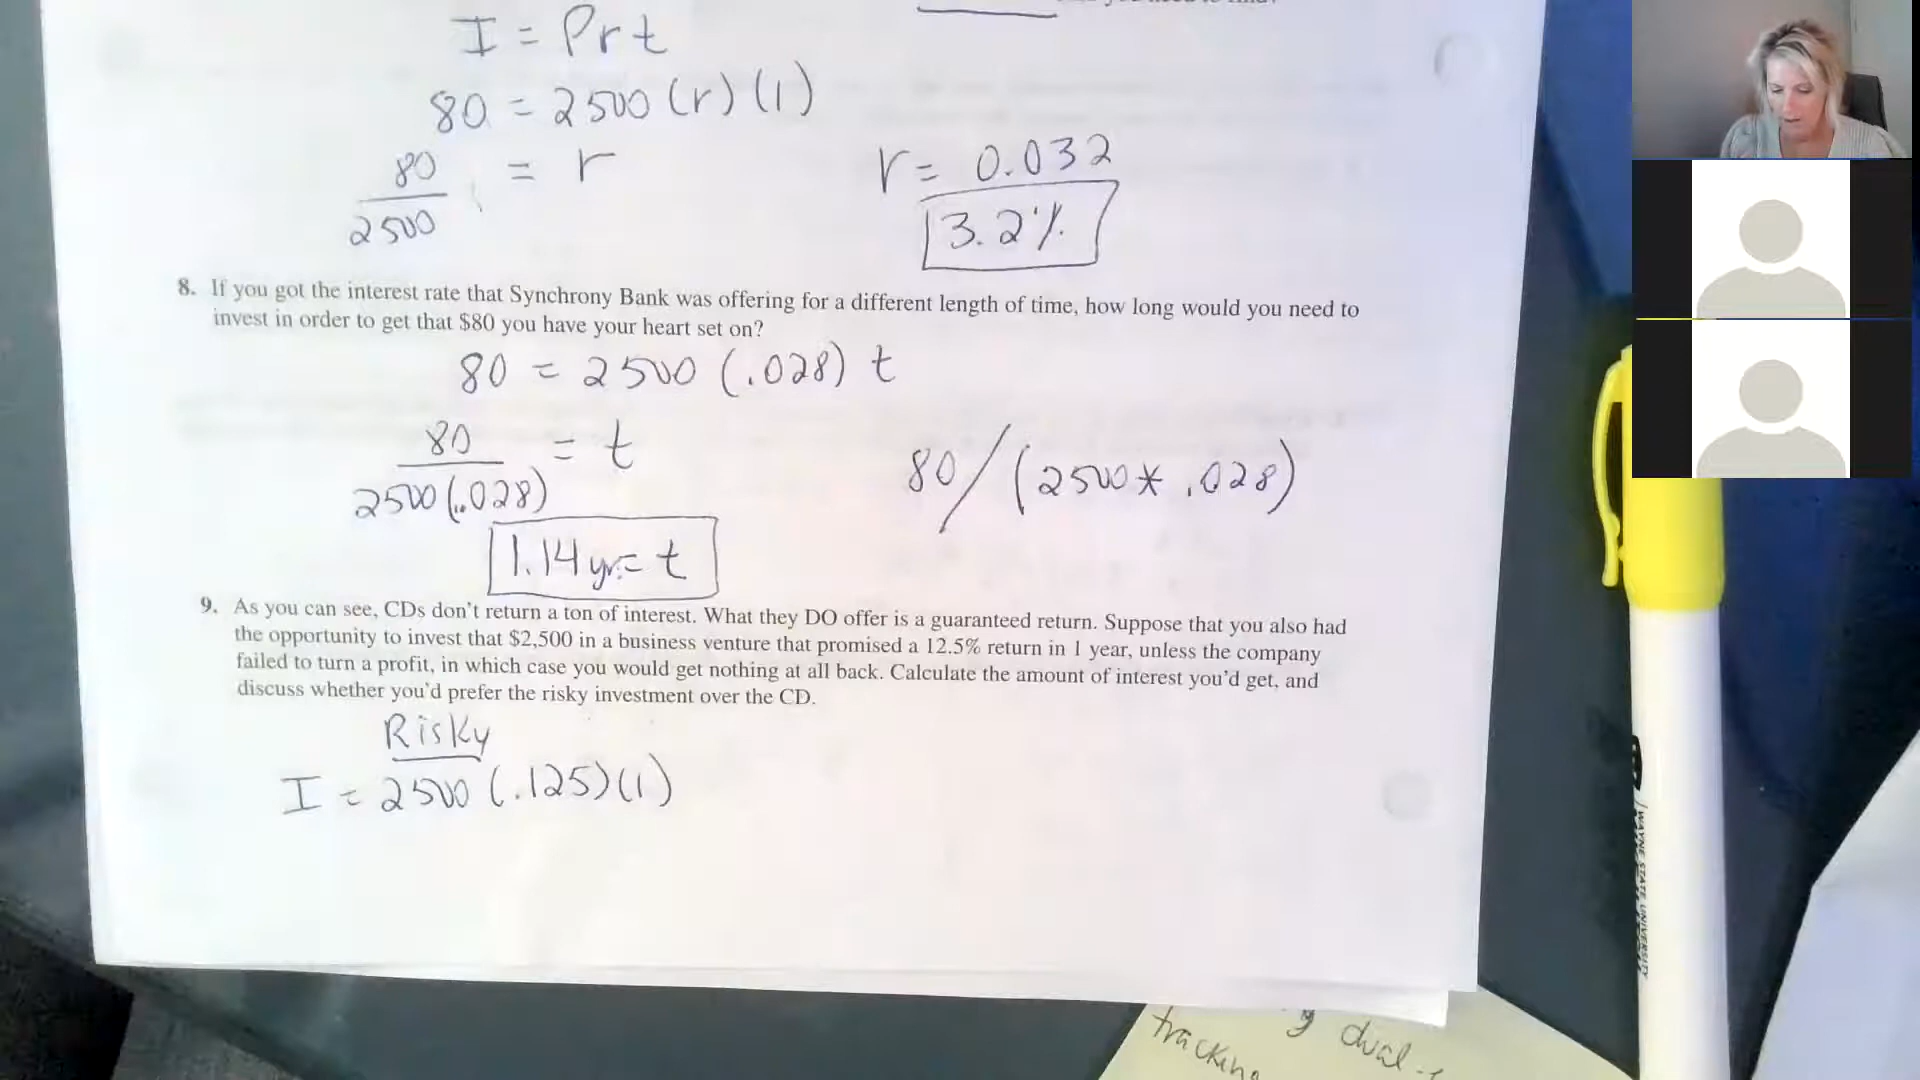 I = Prt
80 = 2500 (r) (1)
80/2500 = r
r = 0.032
3.2%
8. If you got the interest rate that Synchrony Bank was offering for a different length of time, how long would you need to
invest in order to get that $80 you have your heart set on?
80 = 2500 (.028) t
80/2500(.028) = t
80/(2500*.028)
1.14 yr = t
9. As you can see, CDs don't return a ton of interest. What they DO offer is a guaranteed return. Suppose that you also had
the opportunity to invest that $2,500 in a business venture that promised a 12.5% return in 1 year, unless the company
failed to turn a profit, in which case you would get nothing at all back. Calculate the amount of interest you'd get, and
discuss whether you'd prefer the risky investment over the CD.
Risky
I = 2500 (.125)(1)
WAYNE STATE UNIVERSITY
dual
tracking